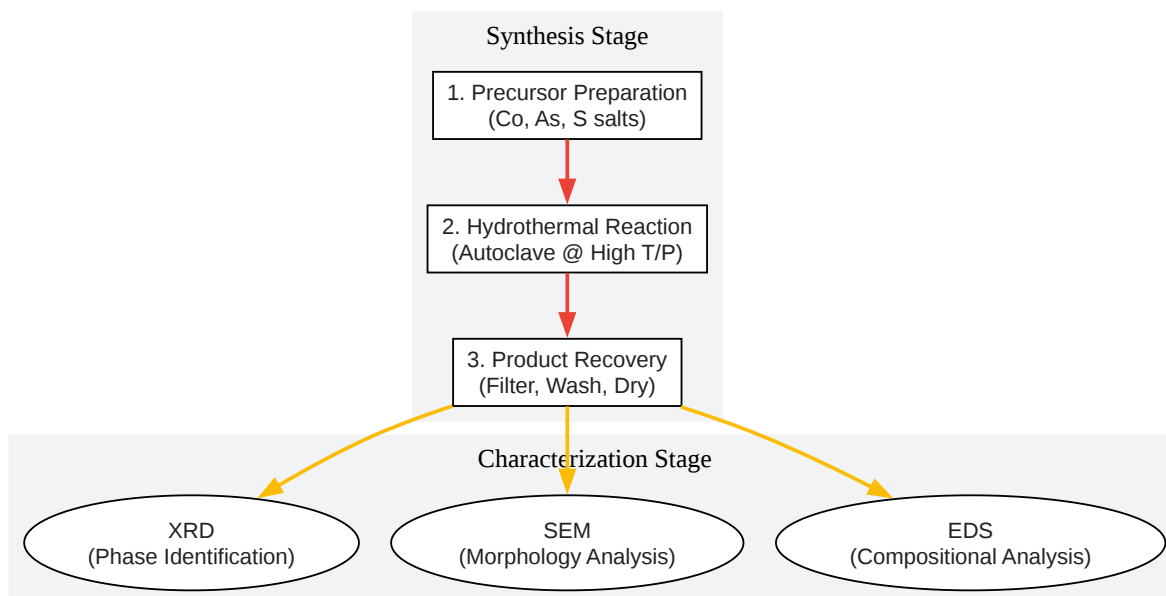 Synthesis Stage
1. Precursor Preparation
(Co, As, S salts)
2. Hydrothermal Reaction
(Autoclave @ High T/P)
3. Product Recovery
(Filter, Wash, Dry)
Characterization Stage
XRD
(Phase Identification)
SEM
(Morphology Analysis)
EDS
(Compositional Analysis)